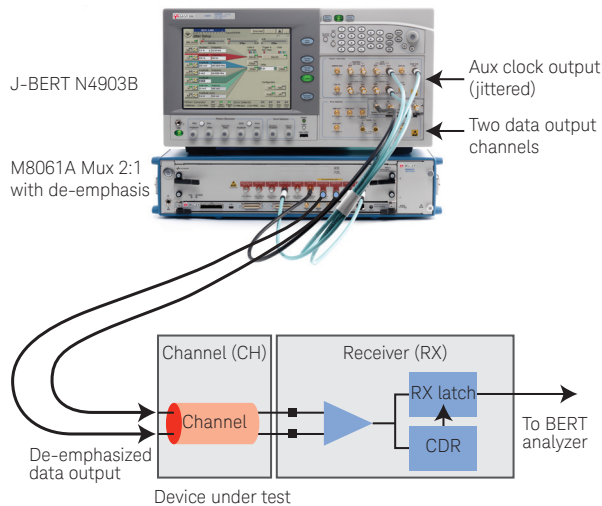 J-BERT N4903B
Aux clock output
(jittered)
Two data output
channels
M8061A Mux 2:1
with de-emphasis
Channel (CH)
Receiver (RX)
Channel
RX latch
CDR
To BERT
analyzer
De-emphasized
data output
Device under test